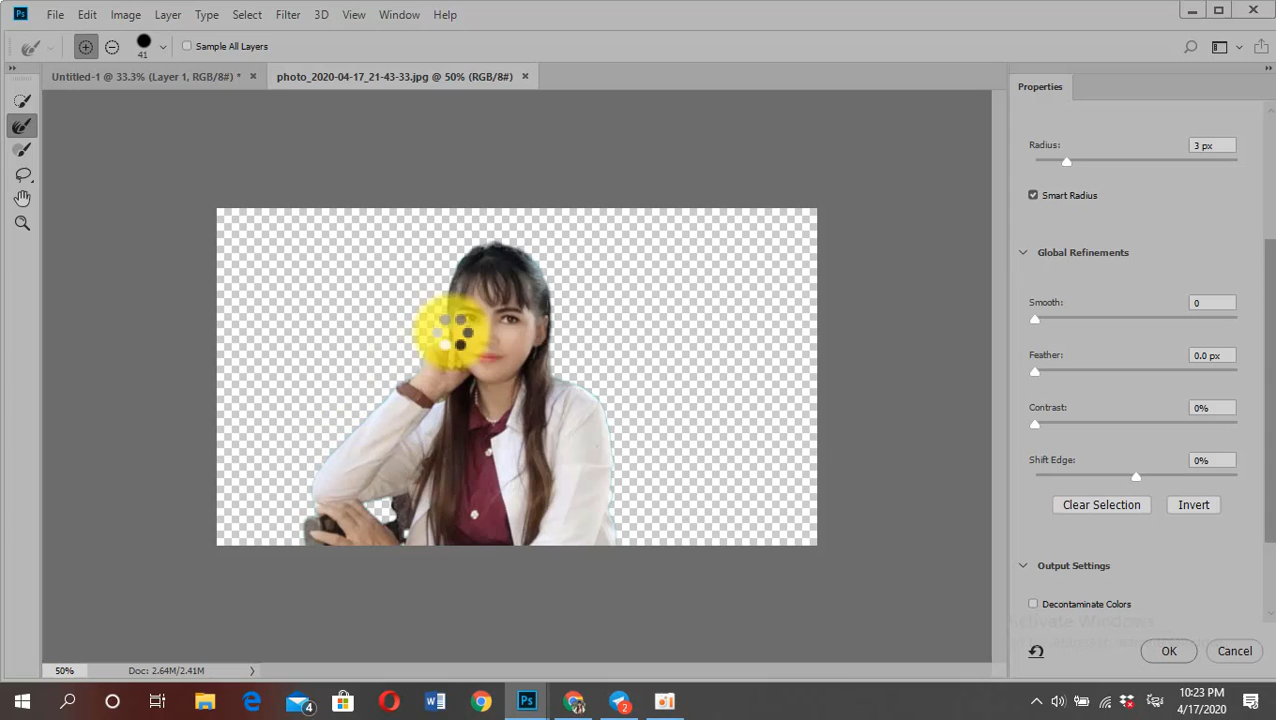 Ps File Edit Image Layer Type Select Filter 3D View Window Help
41 Sample All Layers
Untitled-1 @ 33.3% (Layer 1, RGB/8#) * × photo_2020-04-17_21-43-33.jpg @ 50% (RGB/8#) ×
Properties
Radius: 3 px
Smart Radius
Global Refinements
Smooth: 0
Feather: 0.0 px
Contrast: 0%
Shift Edge: 0%
Clear Selection Invert
Output Settings
Decontaminate Colors
Activate Windows
OK Cancel
50% Doc: 2.64M/2.41M
4 W Ps 2
10:23 PM
4/17/2020